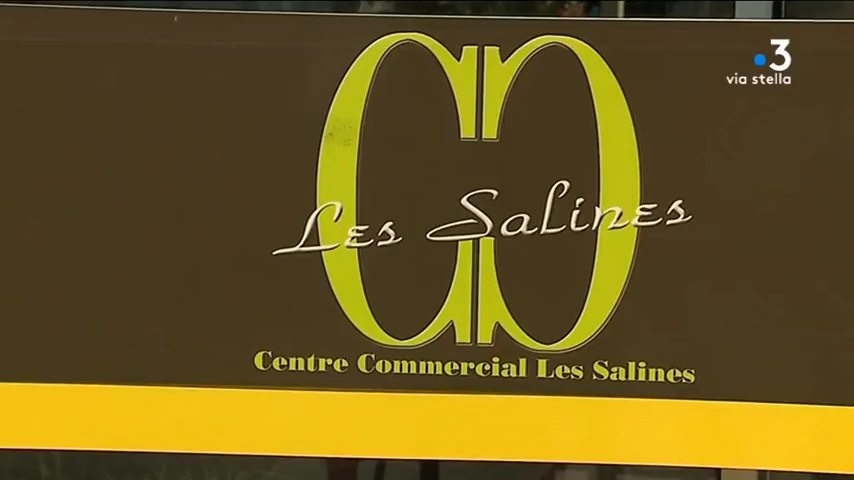 3
via stella
CC
Les Salines
Centre Commercial Les Salines